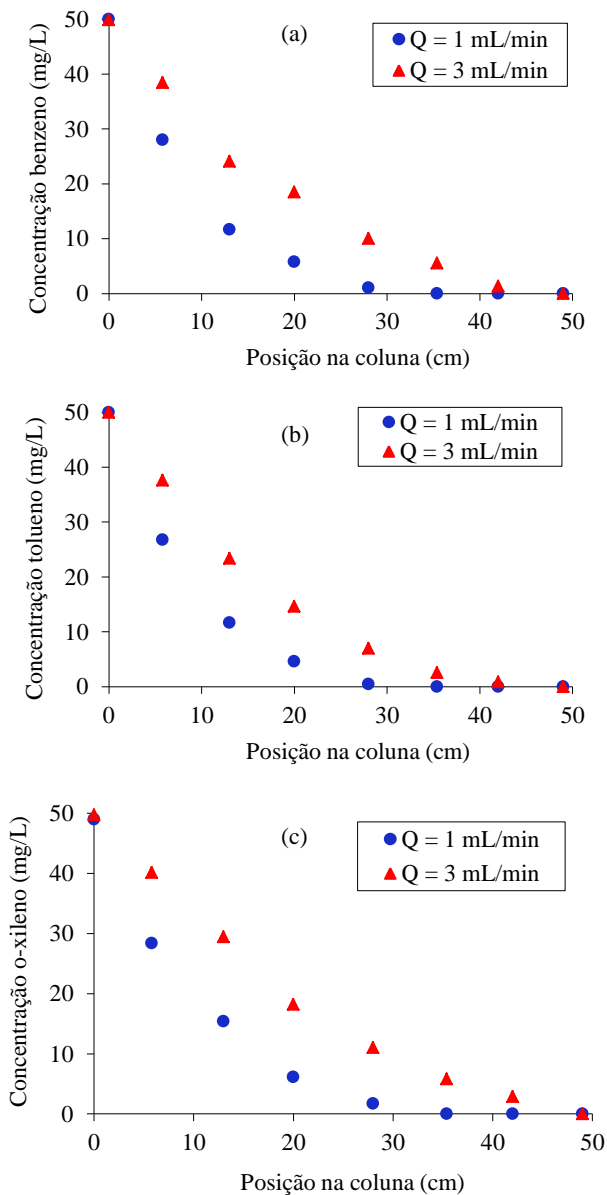 (a)
Q = 1 mL/min
Q = 3 mL/min
Concentração benzeno (mg/L)
50
40
30
20
10
0
0 10 20 30 40 50
Posição na coluna (cm)
(b)
Q = 1 mL/min
Q = 3 mL/min
Concentração tolueno (mg/L)
50
40
30
20
10
0
0 10 20 30 40 50
Posição na coluna (cm)
(c)
Q = 1 mL/min
Q = 3 mL/min
Concentração o-xileno (mg/L)
50
40
30
20
10
0
0 10 20 30 40 50
Posição na coluna (cm)